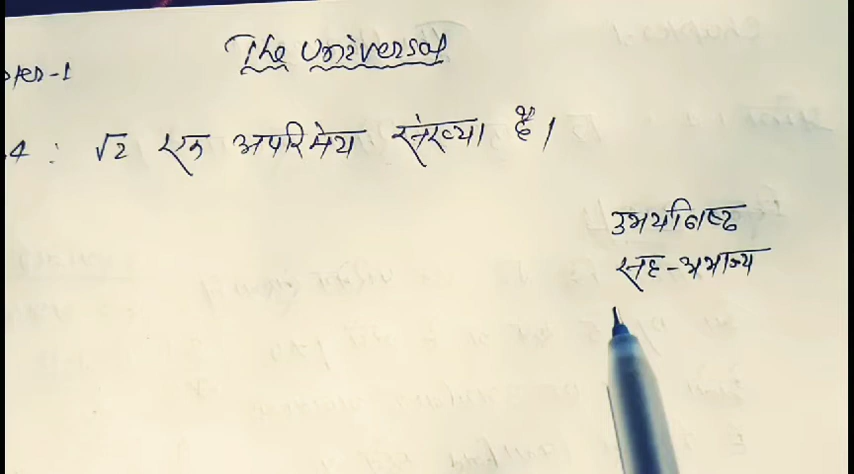 The Universal
pter-1
.4 : √2 एक अपरिमेय संख्या है।
उभयनिष्ठ
सह-अभाज्य